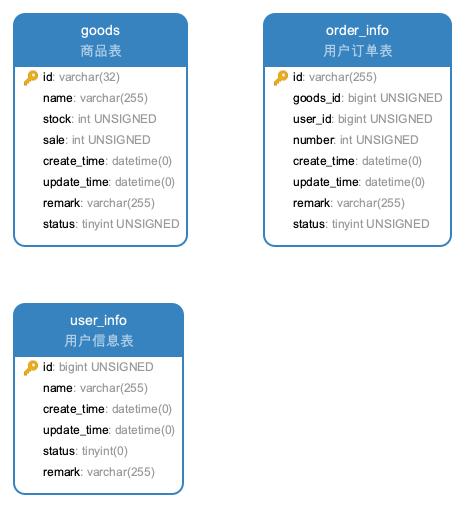 goods
商品表
id: varchar(32)
name: varchar(255)
stock: int UNSIGNED
sale: int UNSIGNED
create_time: datetime(0)
update_time: datetime(0)
remark: varchar(255)
status: tinyint UNSIGNED
order_info
用户订单表
id: varchar(255)
goods_id: bigint UNSIGNED
user_id: bigint UNSIGNED
number: int UNSIGNED
create_time: datetime(0)
update_time: datetime(0)
remark: varchar(255)
status: tinyint UNSIGNED
user_info
用户信息表
id: bigint UNSIGNED
name: varchar(255)
create_time: datetime(0)
update_time: datetime(0)
status: tinyint(0)
remark: varchar(255)